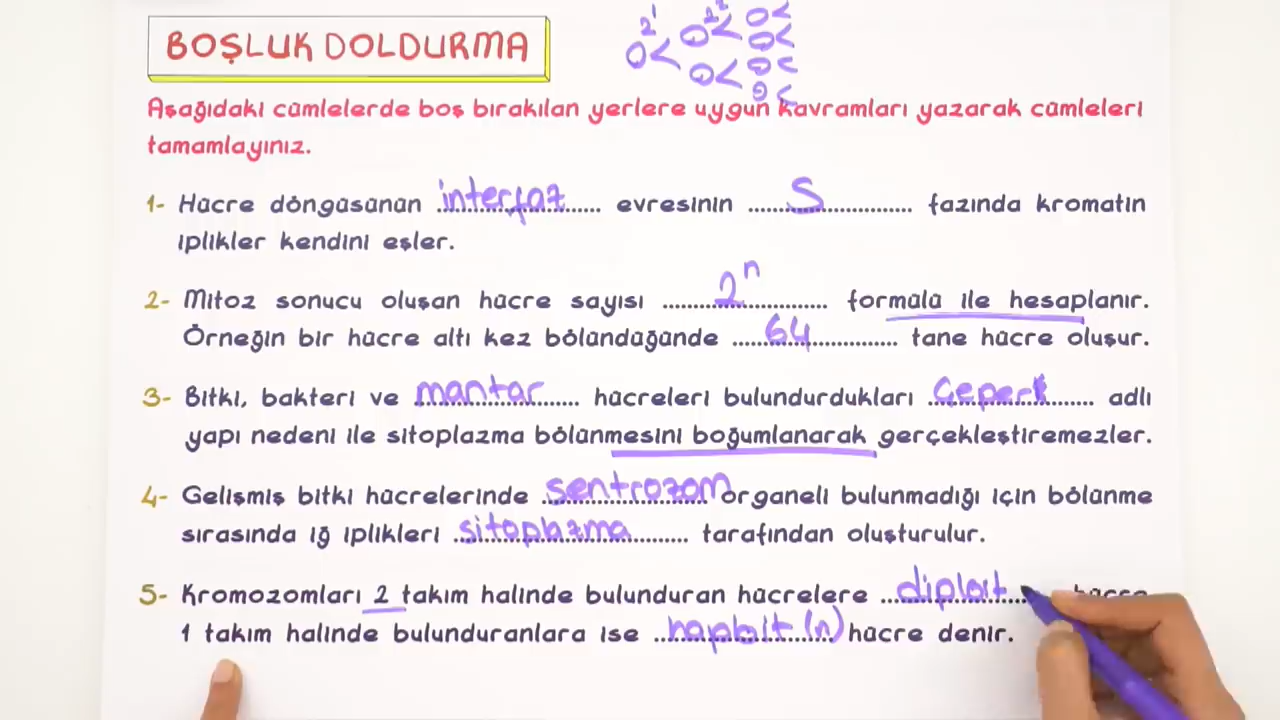 BOŞLUK DOLDURMA
2¹ 2²
Aşağıdaki cümlelerde boş bırakılan yerlere uygun kavramları yazarak cümleleri
tamamlayınız.
1- Hücre döngüsünün interfaz evresinin S fazında kromatin
iplikler kendini eşler.
2- Mitoz sonucu oluşan hücre sayısı 2ⁿ formülü ile hesaplanır.
Örneğin bir hücre altı kez bölündüğünde 64 tane hücre oluşur.
3- Bitki, bakteri ve mantar hücreleri bulundurdukları çeper adlı
yapı nedeni ile sitoplazma bölünmesini boğumlanarak gerçekleştiremezler.
4- Gelişmiş bitki hücrelerinde sentrozom organeli bulunmadığı için bölünme
sırasında iğ iplikleri sitoplazma tarafından oluşturulur.
5- Kromozomları 2 takım halinde bulunduran hücrelere diploit
1 takım halinde bulunduranlara ise haploit (n) hücre denir.